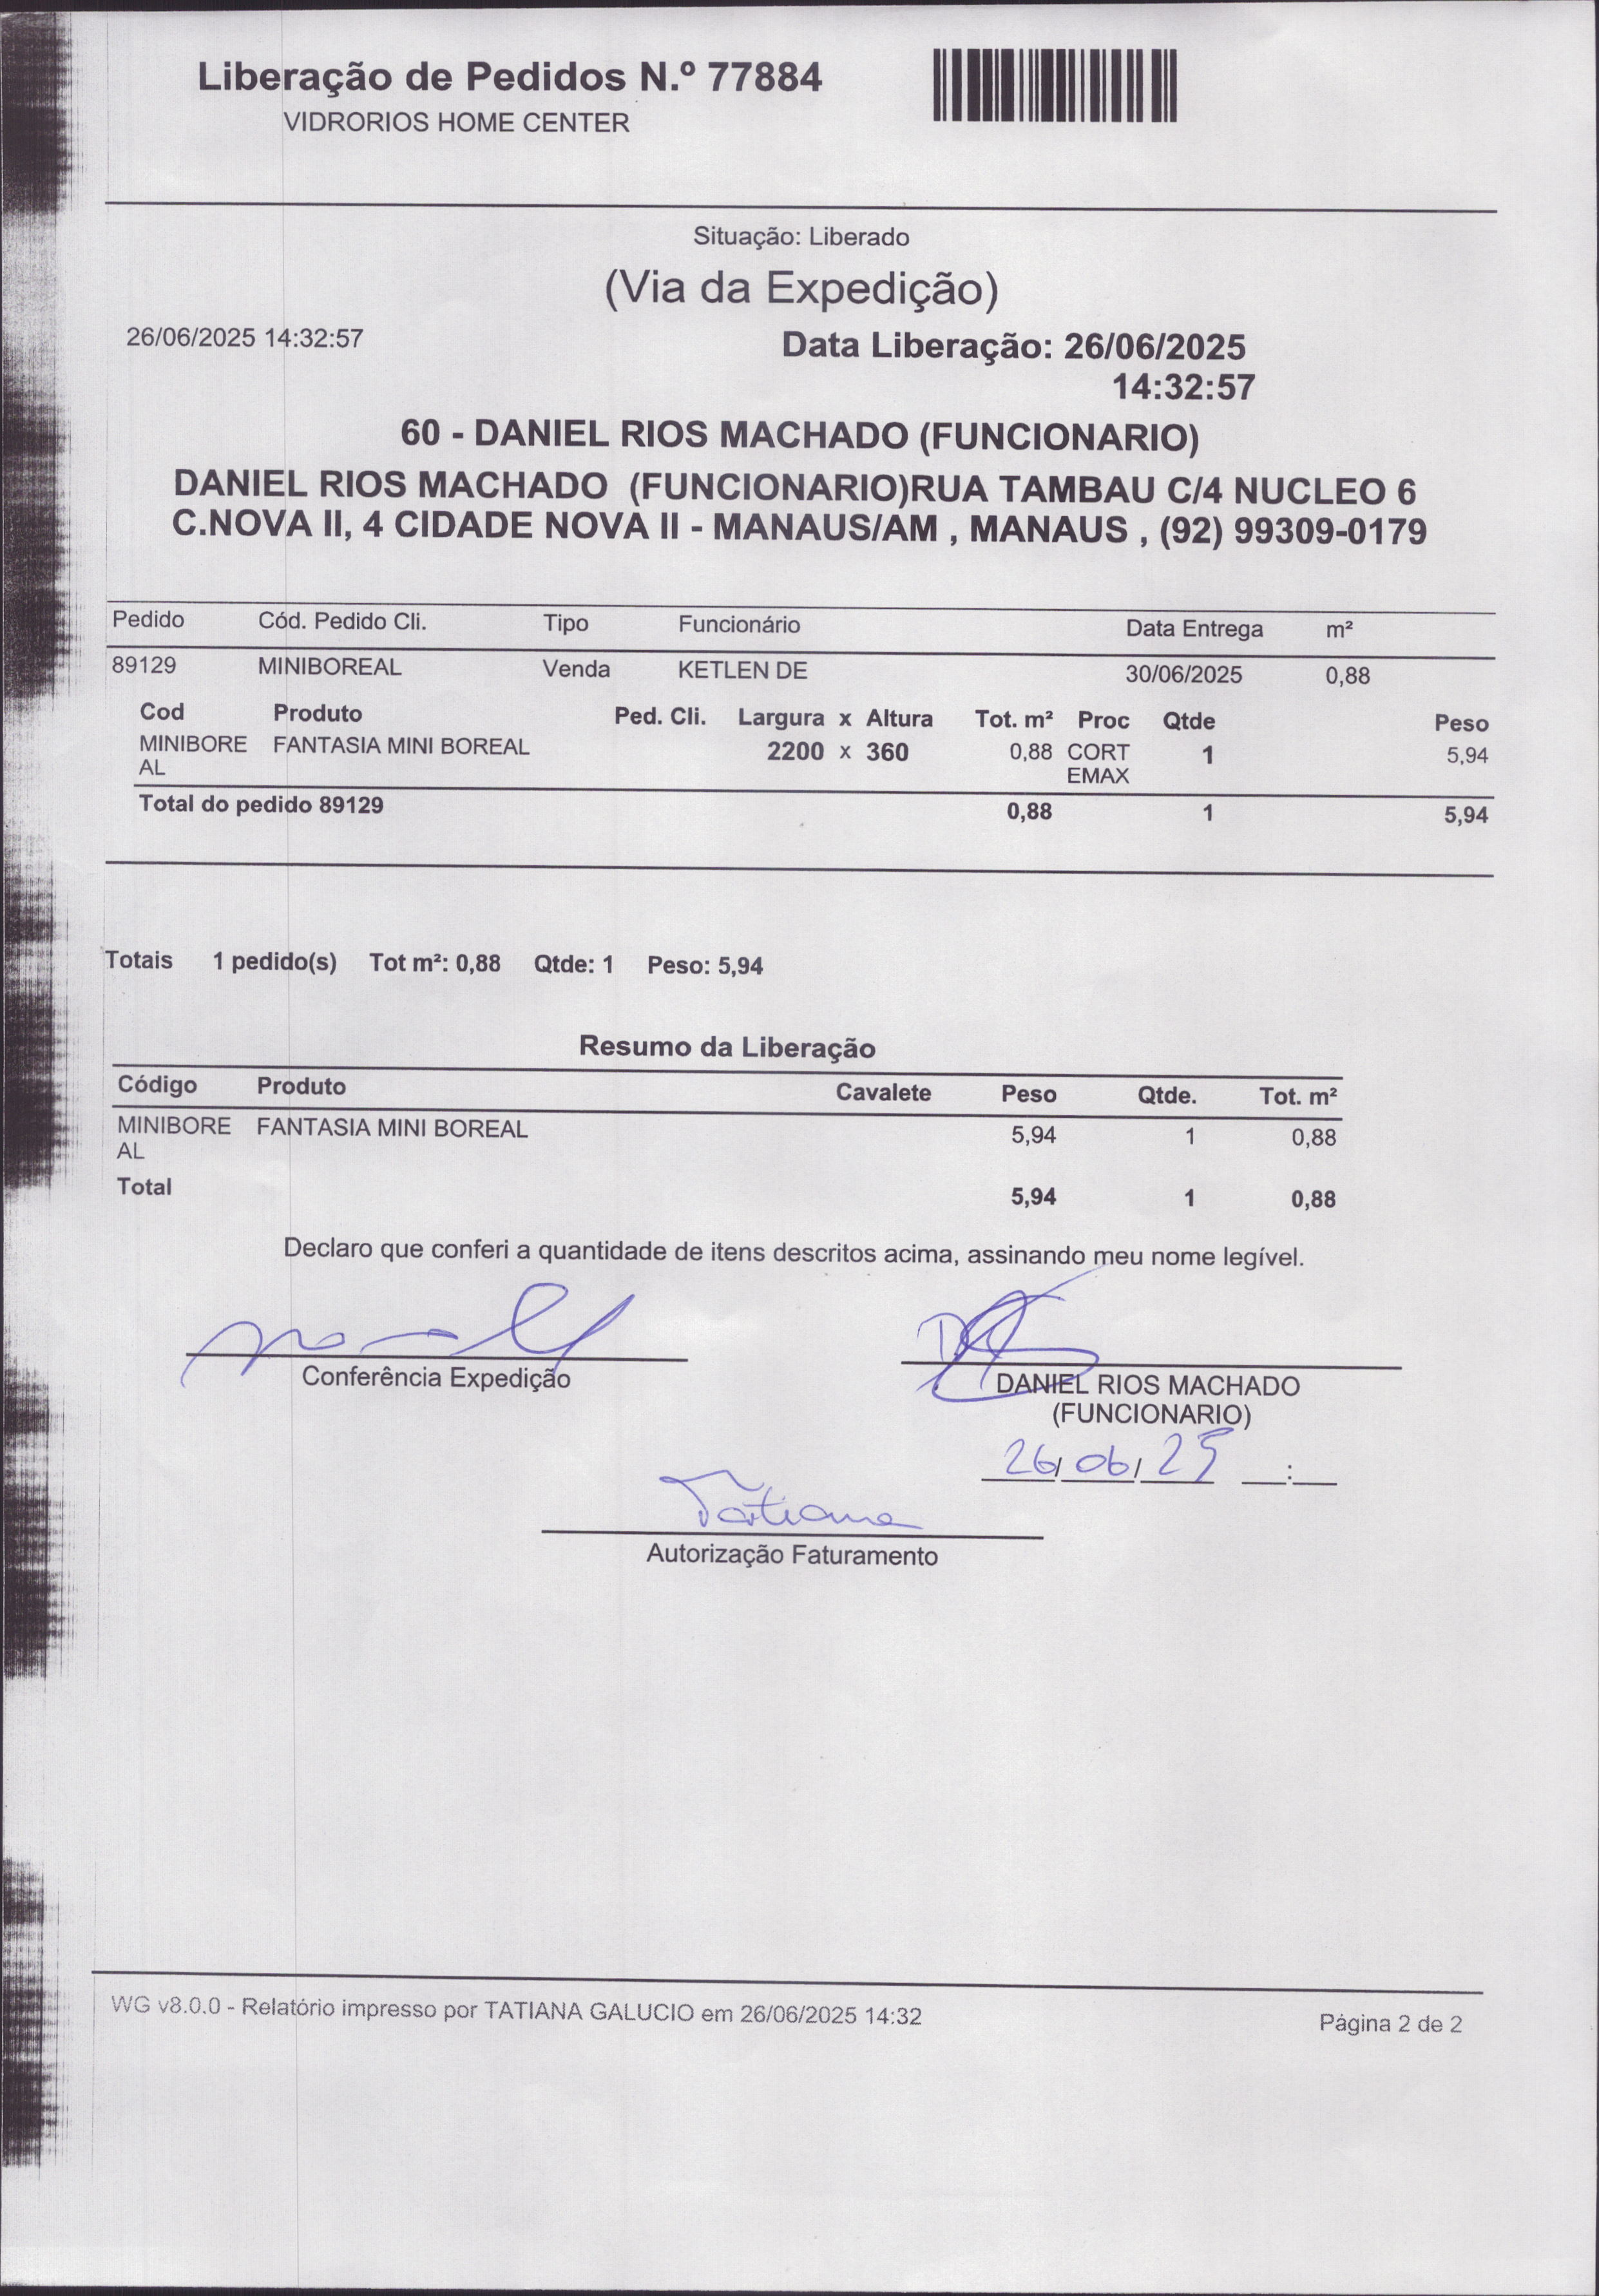 Liberação de Pedidos N.º 77884
VIDRORIOS HOME CENTER
Situação: Liberado
(Via da Expedição)
26/06/2025 14:32:57
Data Liberação: 26/06/2025
14:32:57
60 - DANIEL RIOS MACHADO (FUNCIONARIO)
DANIEL RIOS MACHADO (FUNCIONARIO)RUA TAMBAU C/4 NUCLEO 6
C.NOVA II, 4 CIDADE NOVA II - MANAUS/AM , MANAUS , (92) 99309-0179
Pedido Cód. Pedido Cli. Tipo Funcionário Data Entrega m²
89129 MINIBOREAL Venda KETLEN DE 30/06/2025 0,88
Cod Produto Ped. Cli. Largura x Altura Tot. m² Proc Qtde Peso
MINIBORE FANTASIA MINI BOREAL 2200 x 360 0,88 CORT 1 5,94
AL EMAX
Total do pedido 89129 0,88 1 5,94
Totais 1 pedido(s) Tot m²: 0,88 Qtde: 1 Peso: 5,94
Resumo da Liberação
Código Produto Cavalete Peso Qtde. Tot. m²
MINIBORE FANTASIA MINI BOREAL 5,94 1 0,88
AL
Total 5,94 1 0,88
Declaro que conferi a quantidade de itens descritos acima, assinando meu nome legível.
Conferência Expedição
DANIEL RIOS MACHADO
(FUNCIONARIO)
26/06/25 __:__
Tatiana
Autorização Faturamento
WG v8.0.0 - Relatório impresso por TATIANA GALUCIO em 26/06/2025 14:32
Página 2 de 2